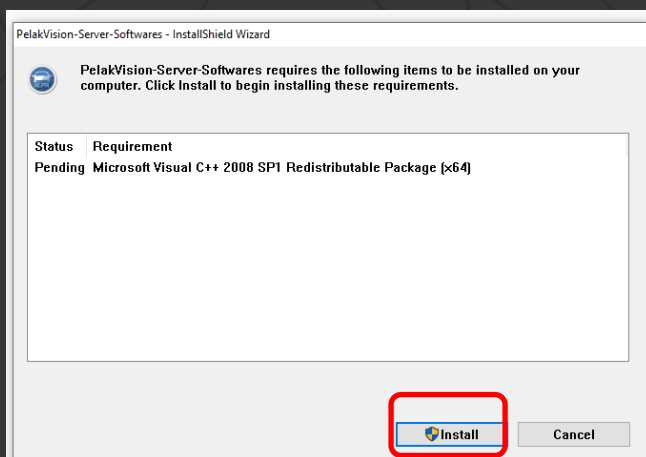 PelakVision-Server-Softwares - InstallShield Wizard
PelakVision-Server-Softwares requires the following items to be installed on your
computer. Click Install to begin installing these requirements.
Status Requirement
Pending Microsoft Visual C++ 2008 SP1 Redistributable Package (x64)
Install Cancel